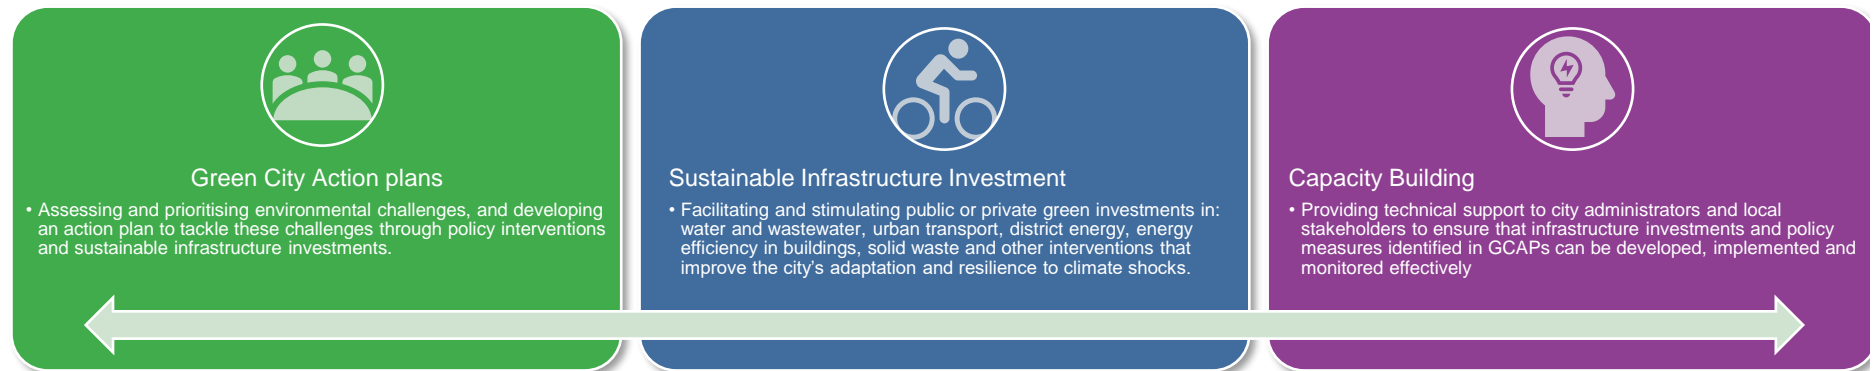 Green City Action plans
• Assessing and prioritising environmental challenges, and developing
an action plan to tackle these challenges through policy interventions
and sustainable infrastructure investments.
Sustainable Infrastructure Investment
• Facilitating and stimulating public or private green investments in:
water and wastewater, urban transport, district energy, energy
efficiency in buildings, solid waste and other interventions that
improve the city's adaptation and resilience to climate shocks.
Capacity Building
• Providing technical support to city administrators and local
stakeholders to ensure that infrastructure investments and policy
measures identified in GCAPs can be developed, implemented and
monitored effectively